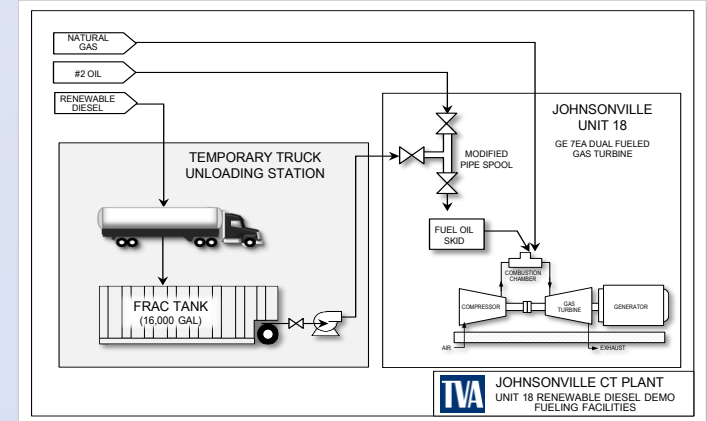 NATURAL
GAS
#2 OIL
RENEWABLE
DIESEL
TEMPORARY TRUCK
UNLOADING STATION
FRAC TANK
(16,000 GAL)
JOHNSONVILLE
UNIT 18
GE 7EA DUAL FUELED
GAS TURBINE
MODIFIED
PIPE SPOOL
FUEL OIL
SKID
COMBUSTION
CHAMBER
COMPRESSOR
GAS
TURBINE
GENERATOR
AIR
EXHAUST
TVA
JOHNSONVILLE CT PLANT
UNIT 18 RENEWABLE DIESEL DEMO
FUELING FACILITIES